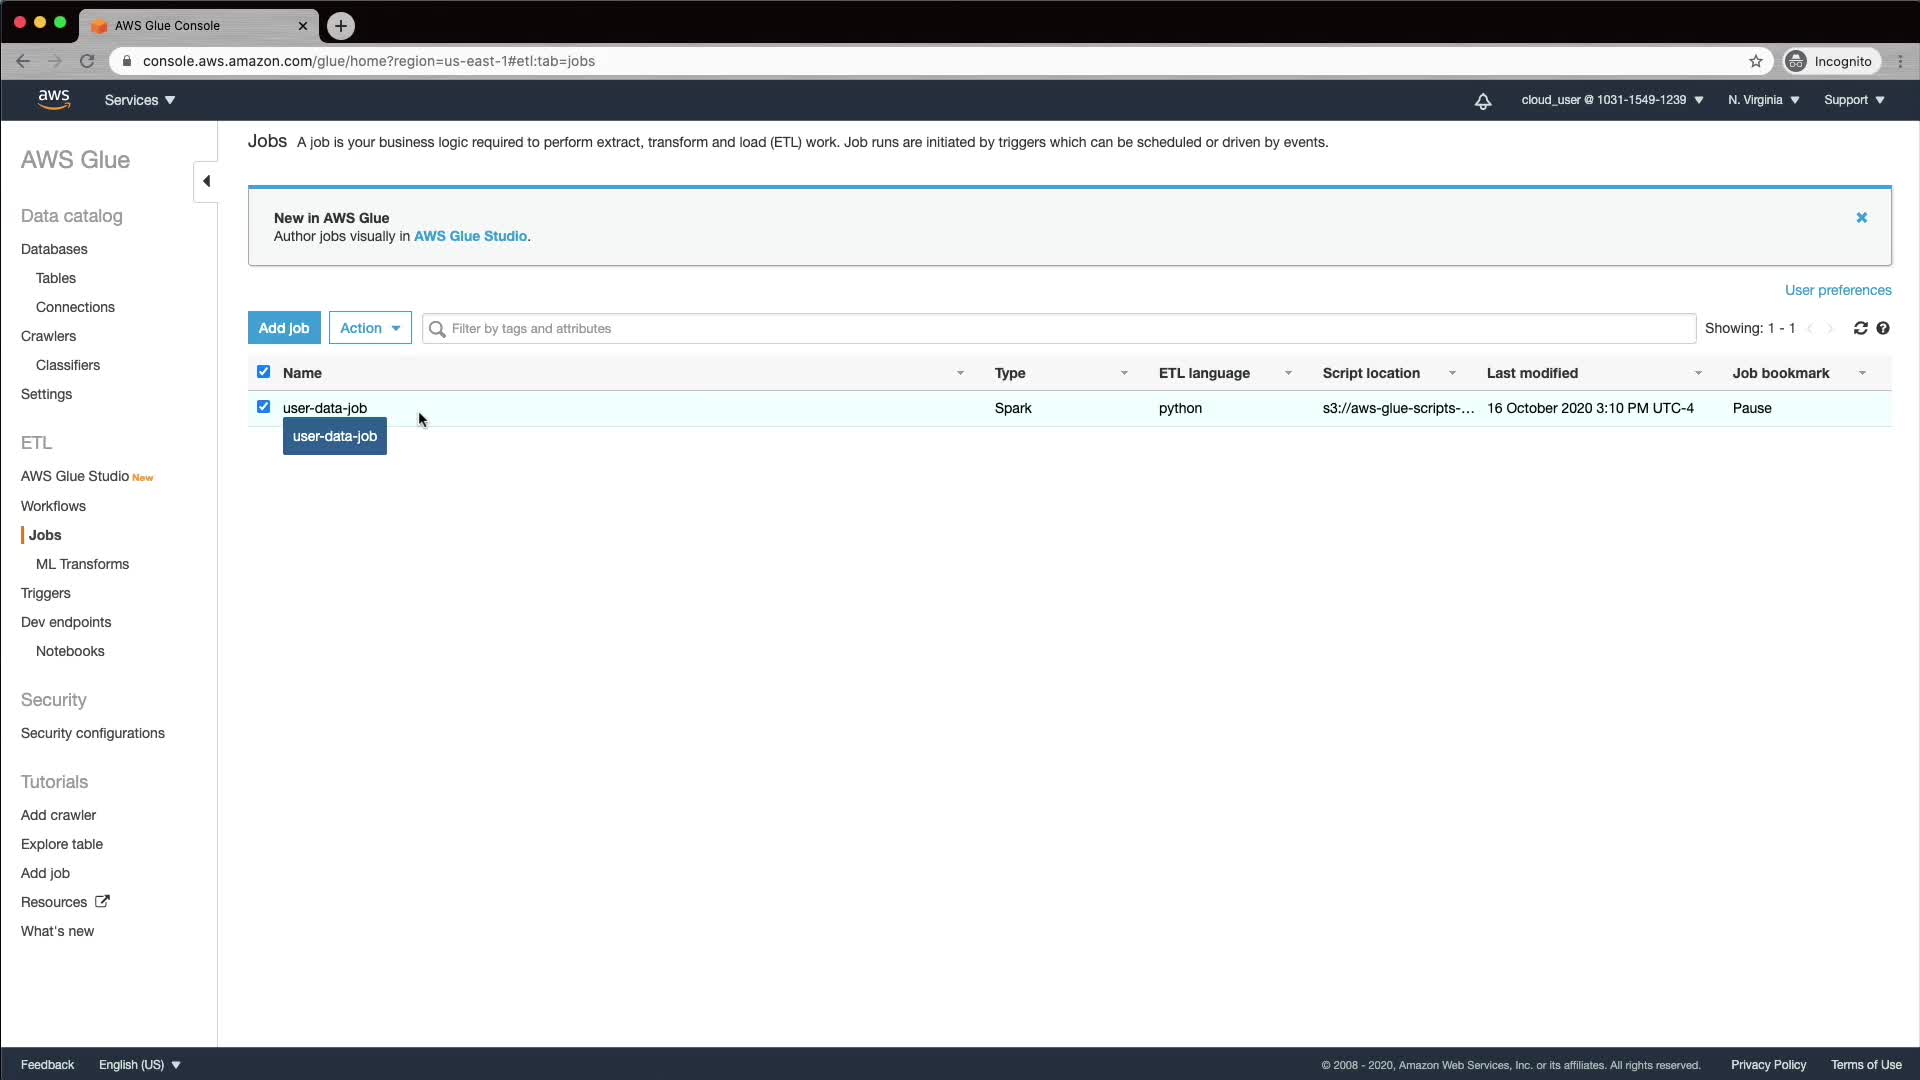 AWS Glue Console
console.aws.amazon.com/glue/home?region=us-east-1#etl:tab=jobs
Incognito
aws
Services
cloud_user @ 1031-1549-1239
N. Virginia
Support
AWS Glue
Data catalog
Databases
Tables
Connections
Crawlers
Classifiers
Settings
ETL
AWS Glue Studio New
Workflows
Jobs
ML Transforms
Triggers
Dev endpoints
Notebooks
Security
Security configurations
Tutorials
Add crawler
Explore table
Add job
Resources
What's new
Jobs A job is your business logic required to perform extract, transform and load (ETL) work. Job runs are initiated by triggers which can be scheduled or driven by events.
New in AWS Glue
Author jobs visually in AWS Glue Studio.
User preferences
Add job Action Filter by tags and attributes Showing: 1 - 1
Name Type ETL language Script location Last modified Job bookmark
user-data-job Spark python s3://aws-glue-scripts-... 16 October 2020 3:10 PM UTC-4 Pause
user-data-job
Feedback English (US) © 2008 - 2020, Amazon Web Services, Inc. or its affiliates. All rights reserved. Privacy Policy Terms of Use